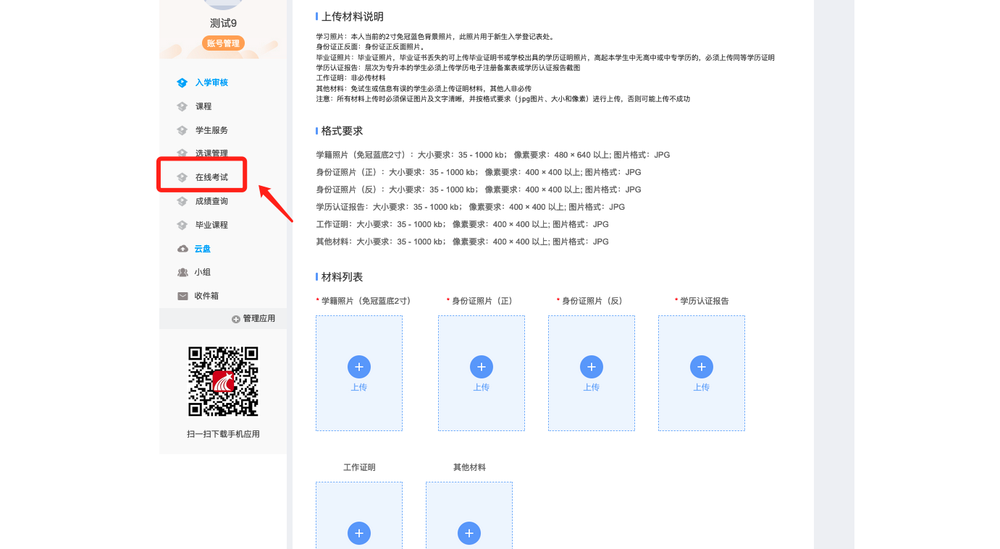 测试9
账号管理
入学审核
课程
学生服务
选课管理
在线考试
成绩查询
毕业课程
云盘
小组
收件箱
管理应用
扫一扫下载手机应用
上传材料说明
学习照片：本人当前的2寸免冠蓝色背景照片，此照片用于新生入学登记表处。
身份证正反面：身份证正反面照片。
毕业证照片：毕业证照片，毕业证书丢失的可上传毕业证明书或学校出具的学历证明照片，高起本学生中无高中或中专学历的，必须上传同等学历证明
学历认证报告：层次为专升本的学生必须上传学历电子注册备案表或学历认证报告截图
工作证明：非必传材料
其他材料：免试生或信息有误的学生必须上传证明材料，其他人非必传
注意：所有材料上传时必须保证图片及文字清晰，并按格式要求（jpg图片、大小和像素）进行上传，否则可能上传不成功
格式要求
学籍照片（免冠蓝底2寸）：大小要求：35 - 1000 kb； 像素要求：480 × 640 以上; 图片格式：JPG
身份证照片（正）：大小要求：35 - 1000 kb； 像素要求：400 × 400 以上; 图片格式：JPG
身份证照片（反）：大小要求：35 - 1000 kb； 像素要求：400 × 400 以上; 图片格式：JPG
学历认证报告：大小要求：35 - 1000 kb； 像素要求：400 × 400 以上; 图片格式：JPG
工作证明：大小要求：35 - 1000 kb； 像素要求：400 × 400 以上; 图片格式：JPG
其他材料：大小要求：35 - 1000 kb； 像素要求：400 × 400 以上; 图片格式：JPG
材料列表
* 学籍照片（免冠蓝底2寸）
* 身份证照片（正）
* 身份证照片（反）
* 学历认证报告
上传
上传
上传
上传
工作证明
其他材料